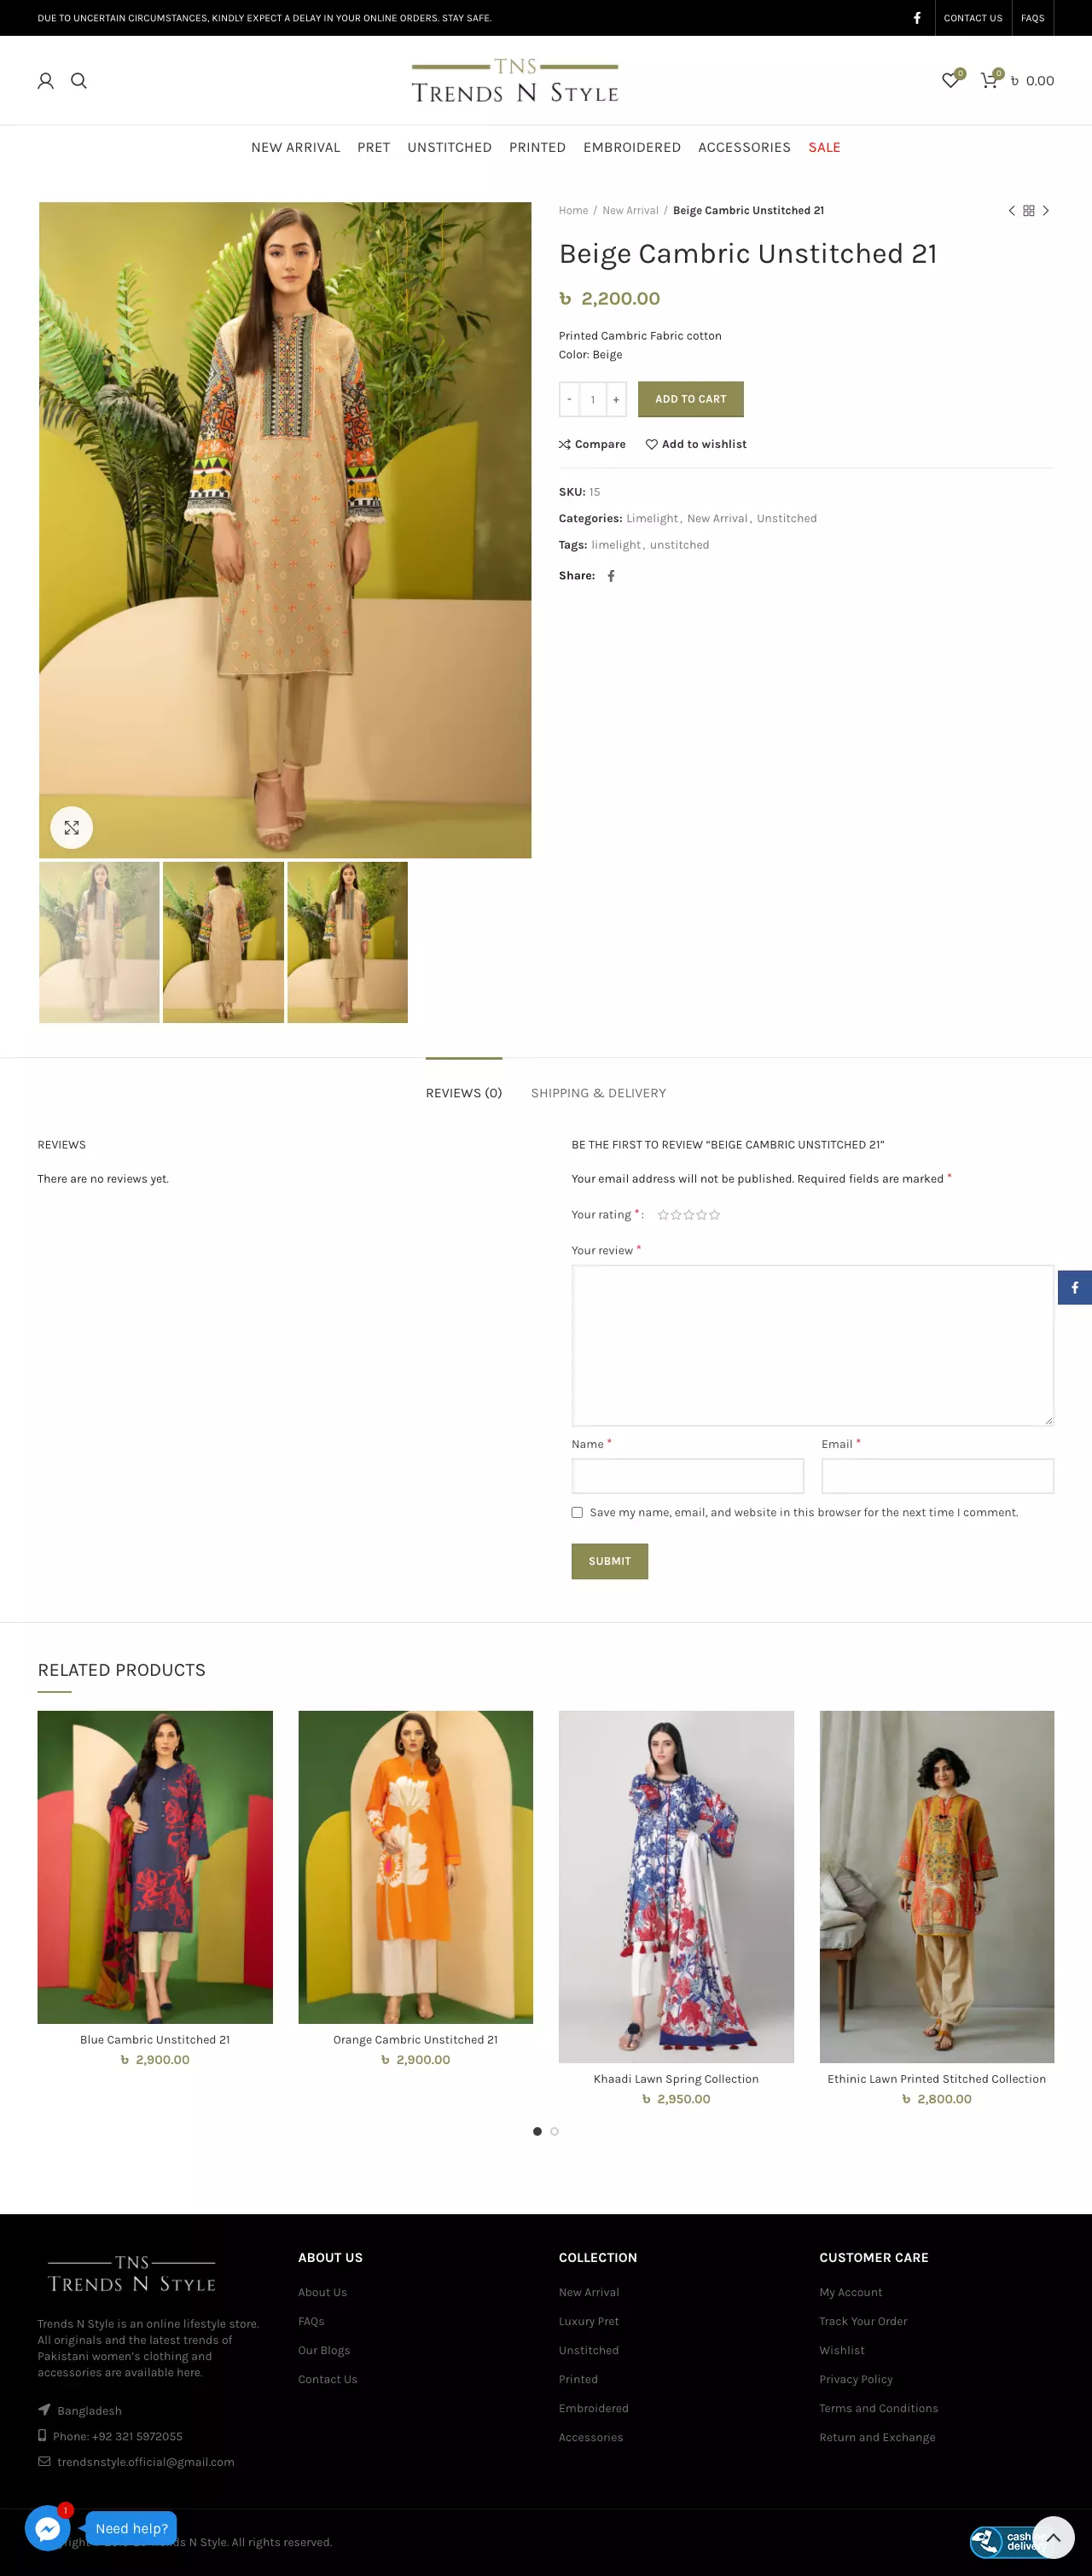 DUE TO UNCERTAIN CIRCUMSTANCES, KINDLY EXPECT A DELAY IN YOUR ONLINE ORDERS. STAY SAFE.
CONTACT US
FAQS
TNS
TRENDS N STYLE
0
0
৳ 0.00
NEW ARRIVAL PRET UNSTITCHED PRINTED EMBROIDERED ACCESSORIES SALE
Home / New Arrival / Beige Cambric Unstitched 21
Beige Cambric Unstitched 21
৳ 2,200.00
Printed Cambric Fabric cotton
Color: Beige
- 1 + ADD TO CART
Compare Add to wishlist
SKU: 15
Categories: Limelight, New Arrival, Unstitched
Tags: limelight, unstitched
Share:
REVIEWS (0) SHIPPING & DELIVERY
REVIEWS
There are no reviews yet.
BE THE FIRST TO REVIEW “BEIGE CAMBRIC UNSTITCHED 21”
Your email address will not be published. Required fields are marked *
Your rating * :
Your review *
Name * Email *
Save my name, email, and website in this browser for the next time I comment.
SUBMIT
RELATED PRODUCTS
Blue Cambric Unstitched 21
৳ 2,900.00
Orange Cambric Unstitched 21
৳ 2,900.00
Khaadi Lawn Spring Collection
৳ 2,950.00
Ethinic Lawn Printed Stitched Collection
৳ 2,800.00
TNS
TRENDS N STYLE
Trends N Style is an online lifestyle store.
All originals and the latest trends of
Pakistani women's clothing and
accessories are available here.
Bangladesh
Phone: +92 321 5972055
trendsnstyle.official@gmail.com
ABOUT US
About Us
FAQs
Our Blogs
Contact Us
COLLECTION
New Arrival
Luxury Pret
Unstitched
Printed
Embroidered
Accessories
CUSTOMER CARE
My Account
Track Your Order
Wishlist
Privacy Policy
Terms and Conditions
Return and Exchange
1
Need help?
N Style. All rights reserved.
cash